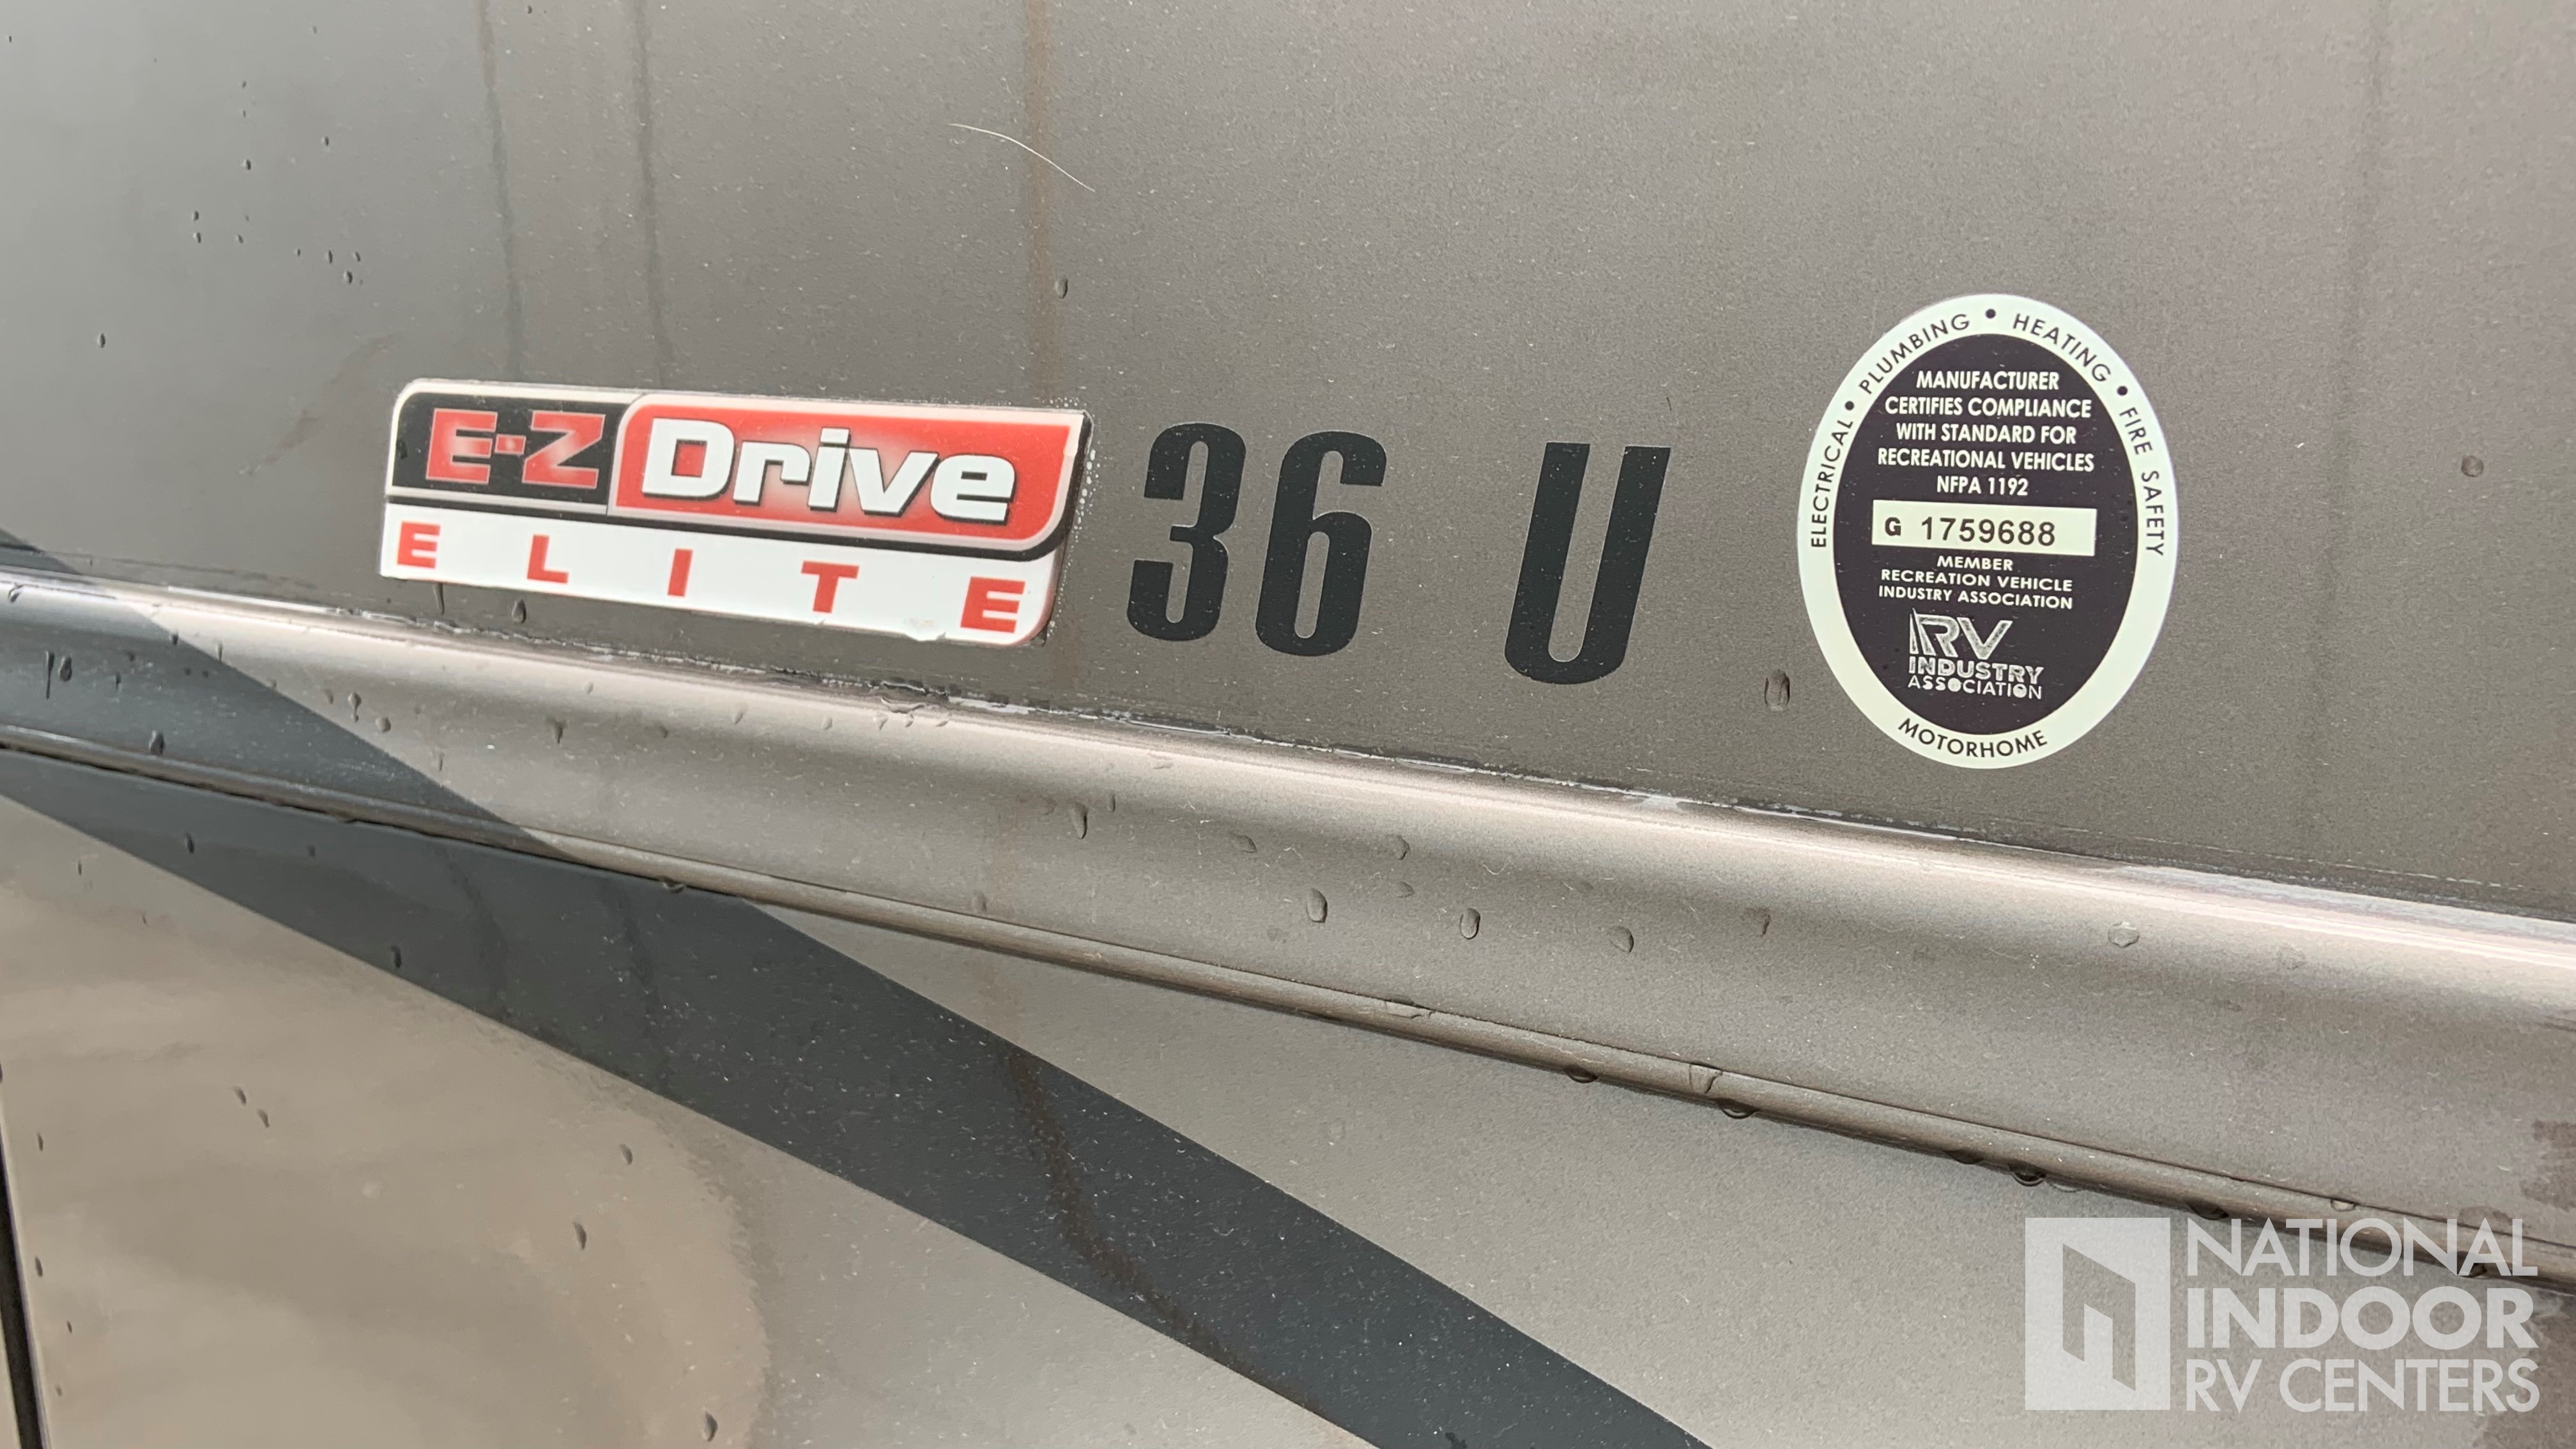 E-Z Drive
ELITE
36 U
ELECTRICAL • PLUMBING • HEATING • FIRE SAFETY
MANUFACTURER
CERTIFIES COMPLIANCE
WITH STANDARD FOR
RECREATIONAL VEHICLES
NFPA 1192
G 1759688
MEMBER
RECREATION VEHICLE
INDUSTRY ASSOCIATION
RV
INDUSTRY
ASSOCIATION
MOTORHOME
NATIONAL
INDOOR
RV CENTERS